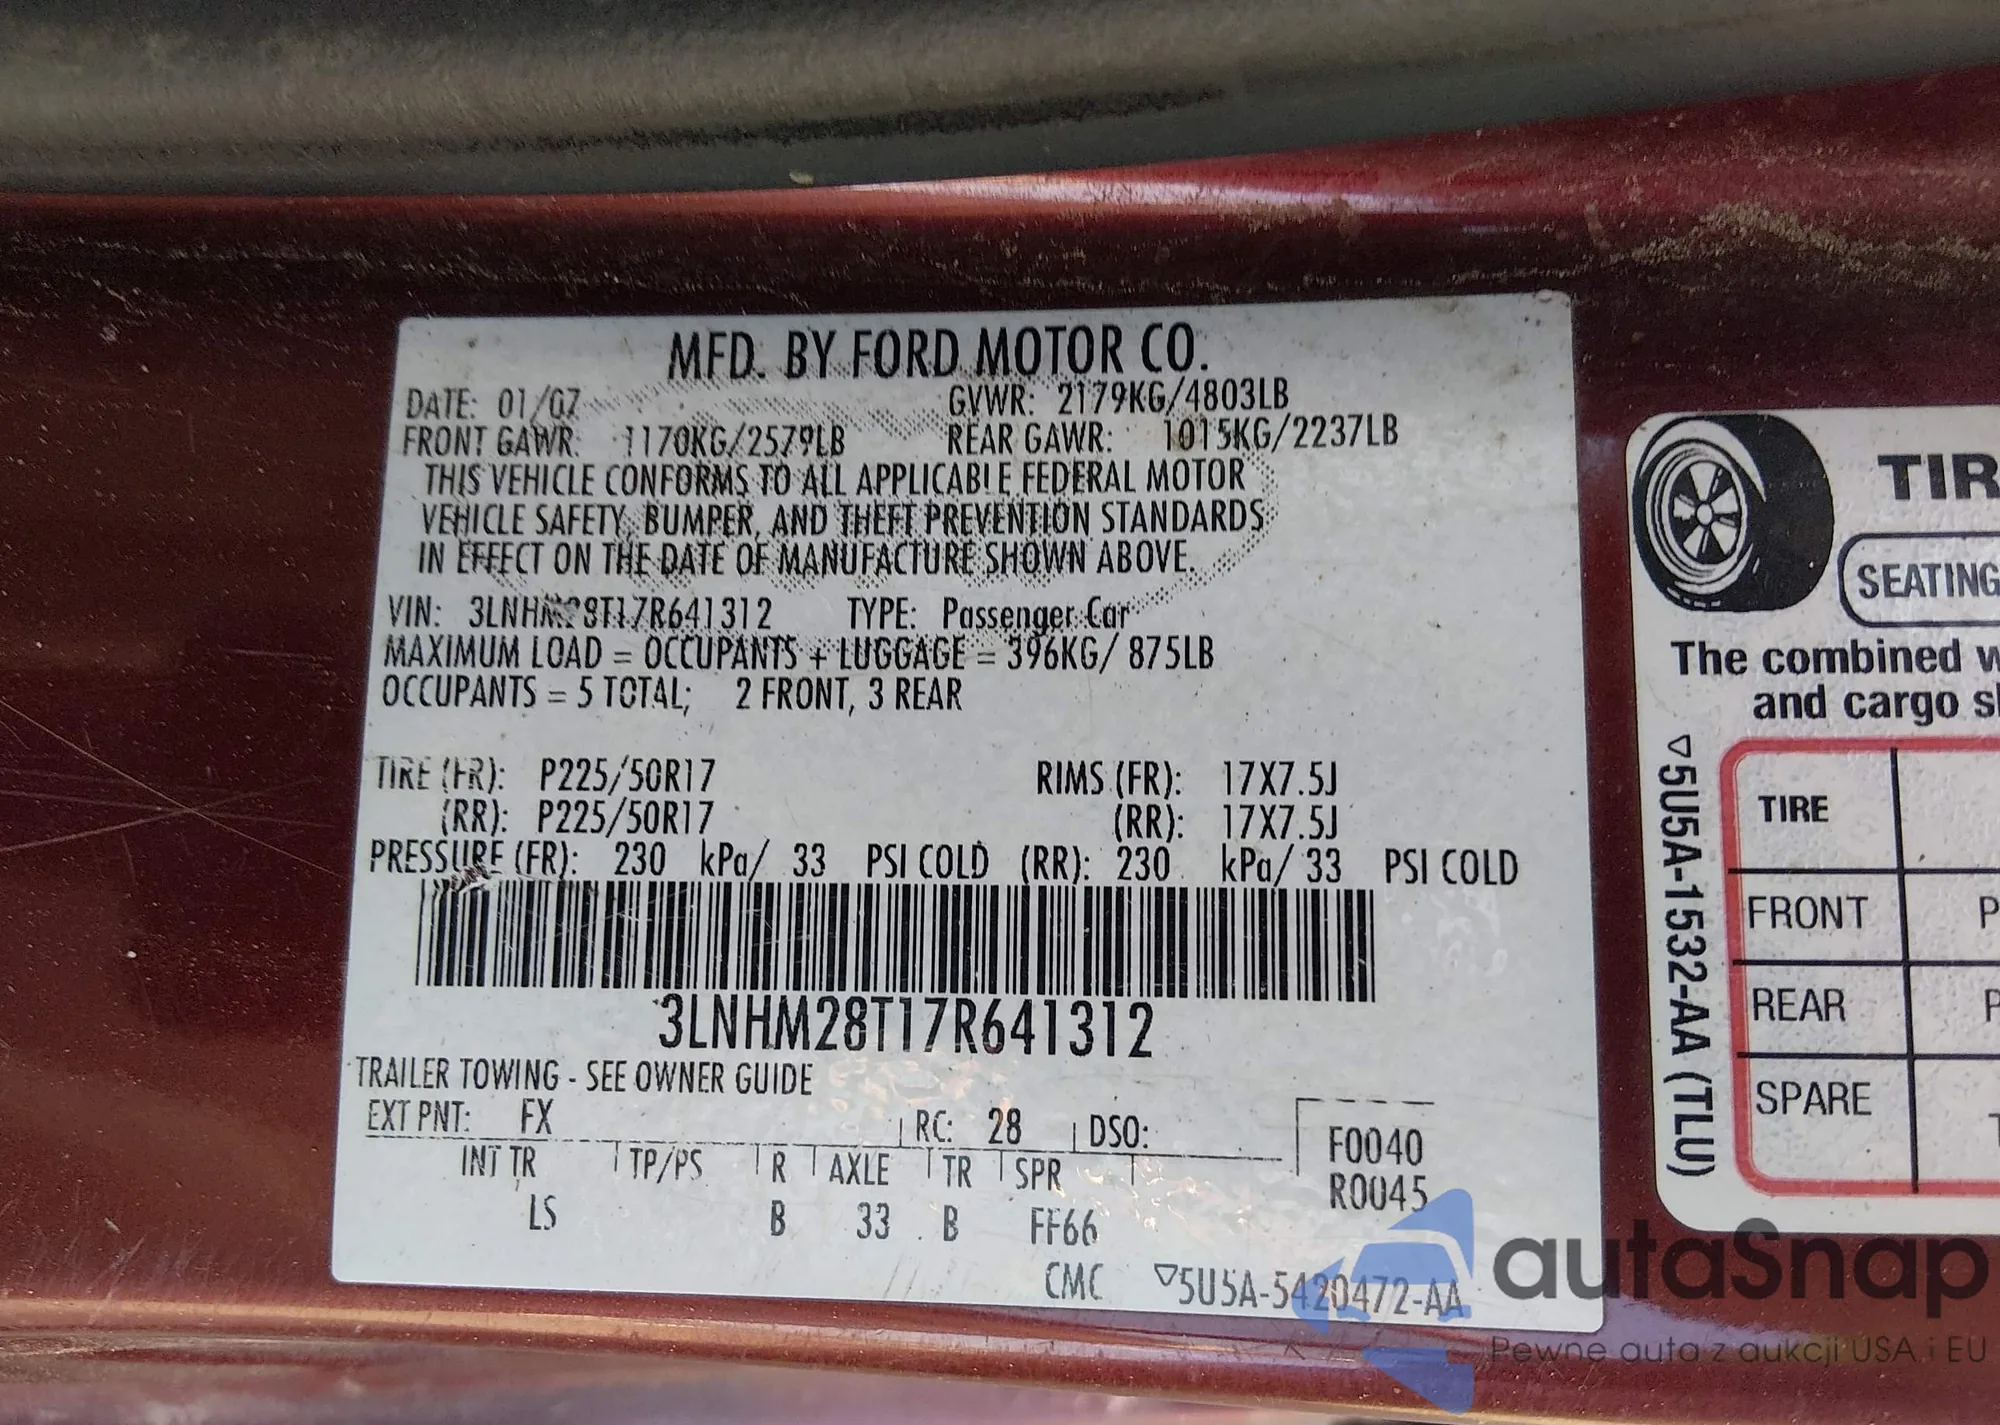 MFD. BY FORD MOTOR CO.
DATE: 01/07 GVWR: 2179KG/4803LB
FRONT GAWR: 1170KG/2579LB REAR GAWR: 1015KG/2237LB
THIS VEHICLE CONFORMS TO ALL APPLICABLE FEDERAL MOTOR
VEHICLE SAFETY, BUMPER, AND THEFT PREVENTION STANDARDS
IN EFFECT ON THE DATE OF MANUFACTURE SHOWN ABOVE.
VIN: 3LNHM28T17R641312 TYPE: Passenger Car
MAXIMUM LOAD = OCCUPANTS + LUGGAGE = 396KG/ 875LB
OCCUPANTS = 5 TOTAL; 2 FRONT, 3 REAR
TIRE (FR): P225/50R17 RIMS (FR): 17X7.5J
(RR): P225/50R17 (RR): 17X7.5J
PRESSURE (FR): 230 kPa/ 33 PSI COLD (RR): 230 kPa/ 33 PSI COLD
3LNHM28T17R641312
TRAILER TOWING - SEE OWNER GUIDE
EXT PNT: FX RC: 28 DSO:
INT TR TP/PS R AXLE TR SPR
LS B 33 B FF66
F0040
R0045
CMC ▽5U5A-5420472-AA
TIR
SEATING
The combined w
and cargo s
▽5U5A-1532-AA (TLU)
TIRE
FRONT P
REAR P
SPARE T
autaSnap
Pewne auta z aukcji USA i EU